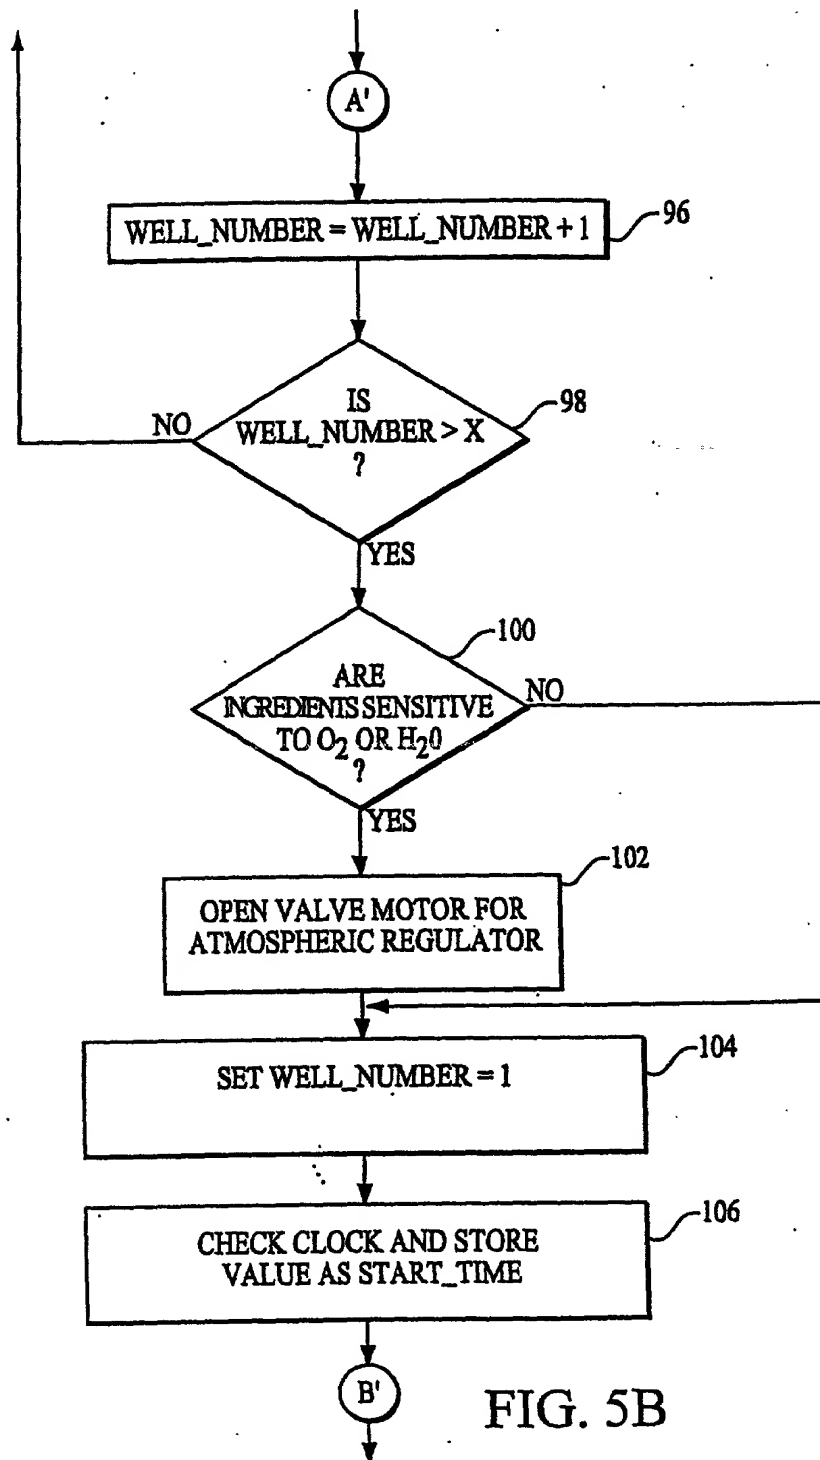 A'
WELL_NUMBER = WELL_NUMBER + 1
96
IS
WELL_NUMBER > X
?
98
NO
YES
100
ARE
INGREDIENTS SENSITIVE
TO O₂ OR H₂0
?
NO
YES
102
OPEN VALVE MOTOR FOR
ATMOSPHERIC REGULATOR
104
SET WELL_NUMBER = 1
106
CHECK CLOCK AND STORE
VALUE AS START_TIME
B'
FIG. 5B